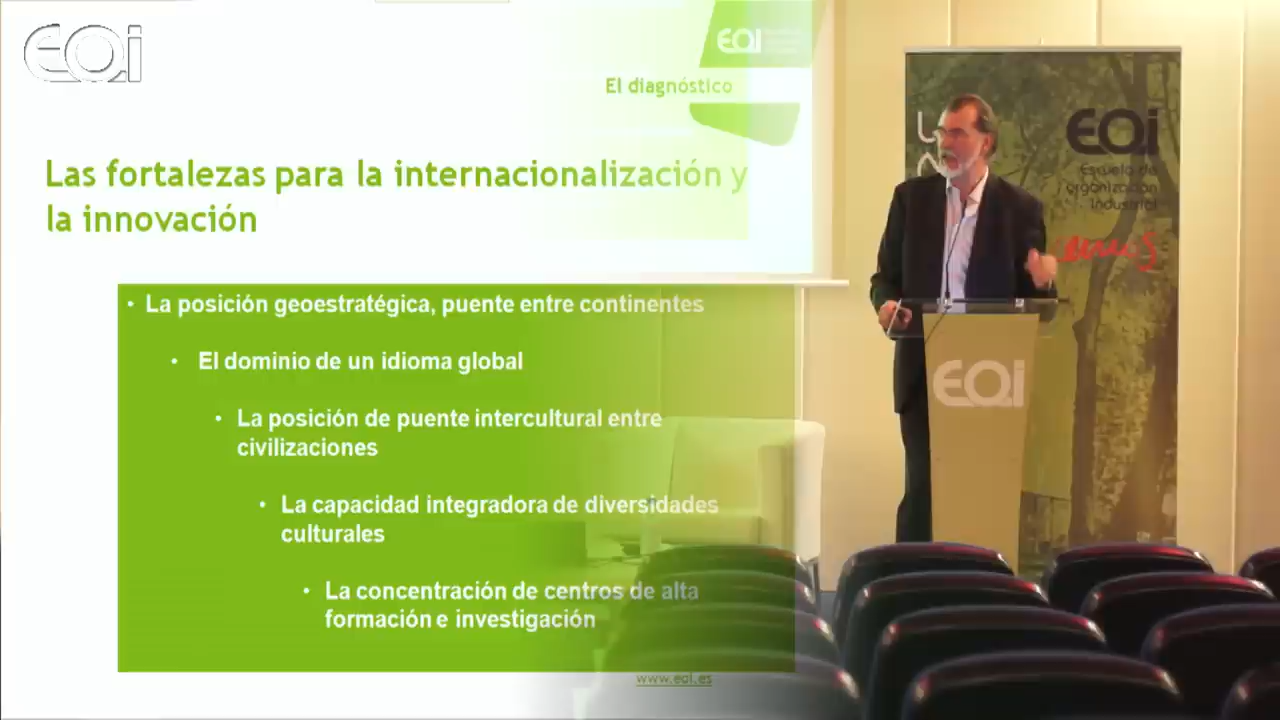 EOi
EOI
El diagnóstico
Las fortalezas para la internacionalización y
la innovación
• La posición geoestratégica, puente entre continentes
• El dominio de un idioma global
• La posición de puente intercultural entre
civilizaciones
• La capacidad integradora de diversidades
culturales
• La concentración de centros de alta
formación e investigación
www.eoi.es
EOi
Escuela de
organización
industrial
EOi